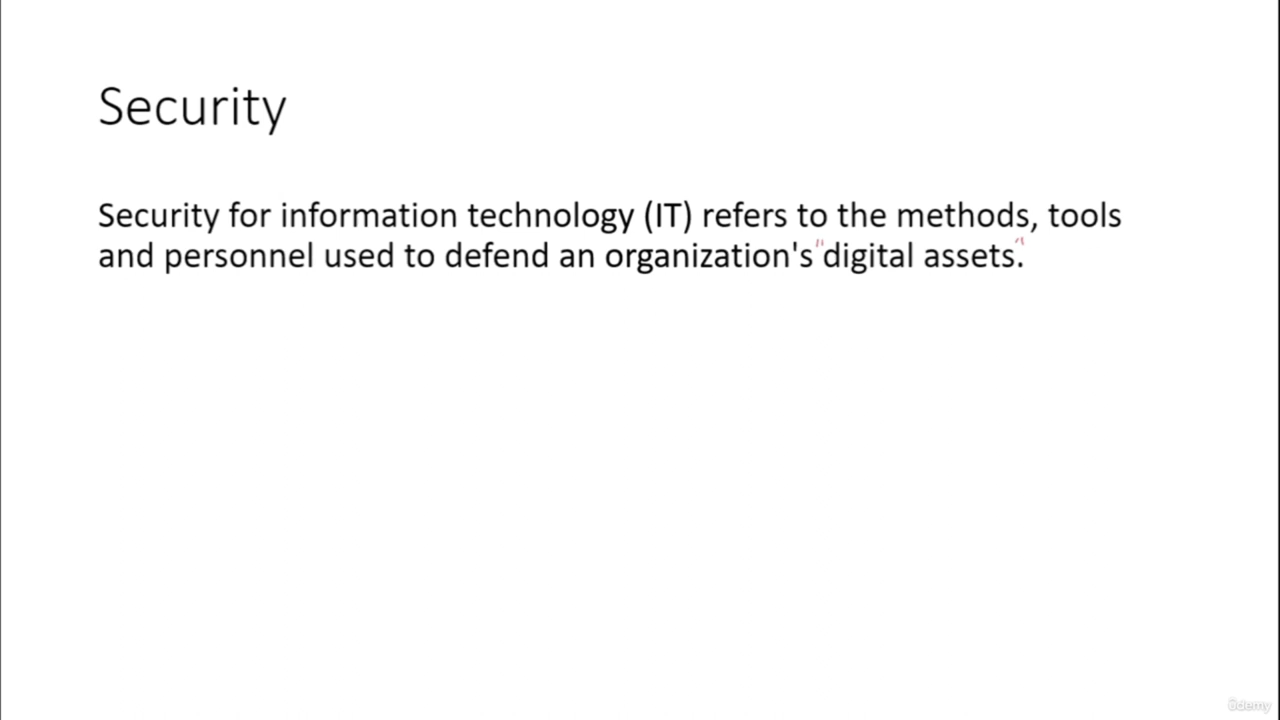 Security
Security for information technology (IT) refers to the methods, tools
and personnel used to defend an organization's "digital assets."
ûdemy